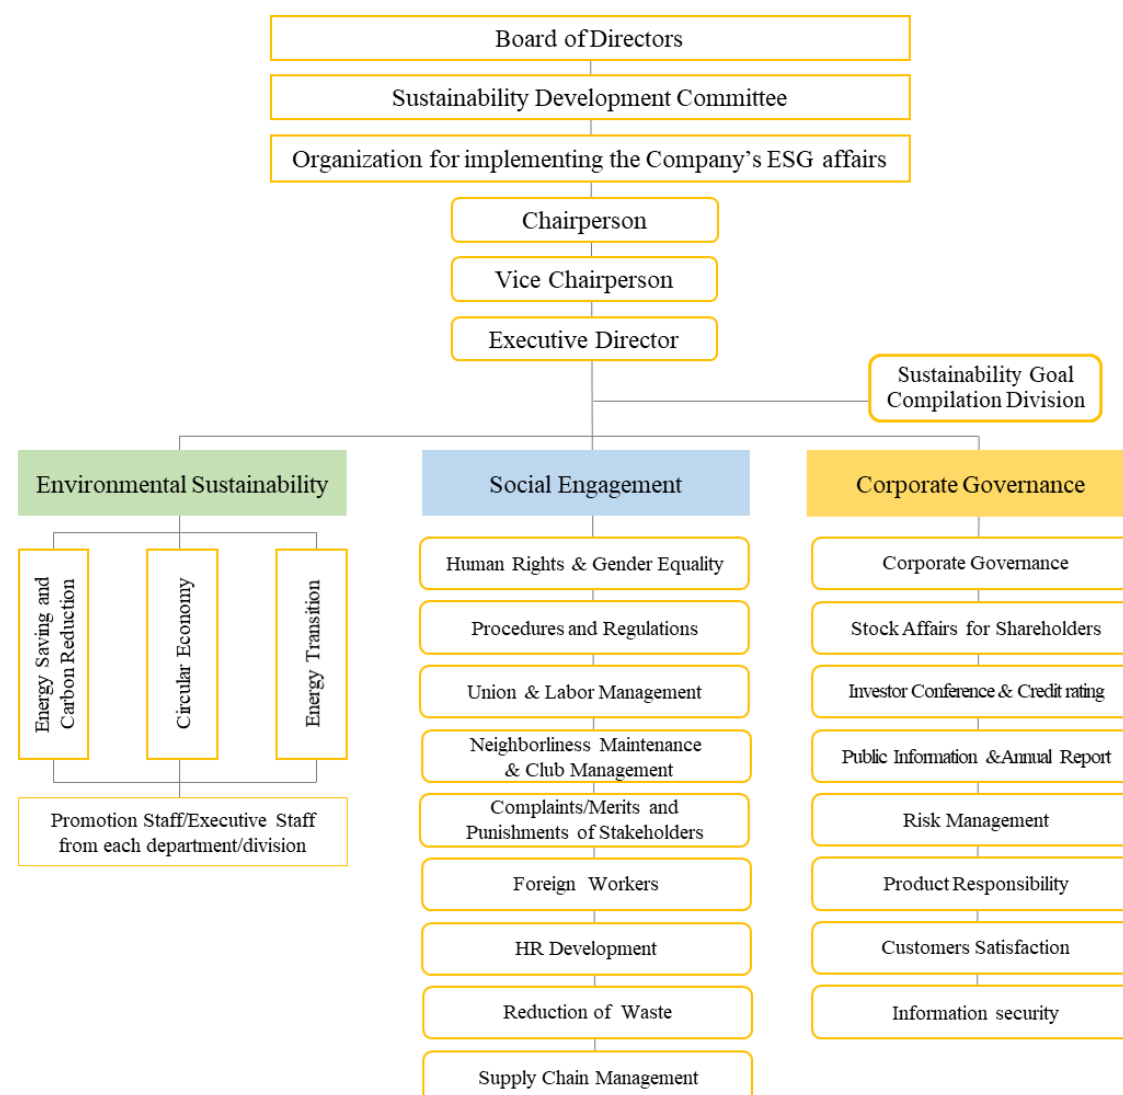 Board of Directors
Sustainability Development Committee
Organization for implementing the Company’s ESG affairs
Chairperson
Vice Chairperson
Executive Director
Sustainability Goal
Compilation Division
Environmental Sustainability
Energy Saving and
Carbon Reduction
Circular Economy
Energy Transition
Promotion Staff/Executive Staff
from each department/division
Social Engagement
Human Rights & Gender Equality
Procedures and Regulations
Union & Labor Management
Neighborliness Maintenance
& Club Management
Complaints/Merits and
Punishments of Stakeholders
Foreign Workers
HR Development
Reduction of Waste
Supply Chain Management
Corporate Governance
Corporate Governance
Stock Affairs for Shareholders
Investor Conference & Credit rating
Public Information &Annual Report
Risk Management
Product Responsibility
Customers Satisfaction
Information security